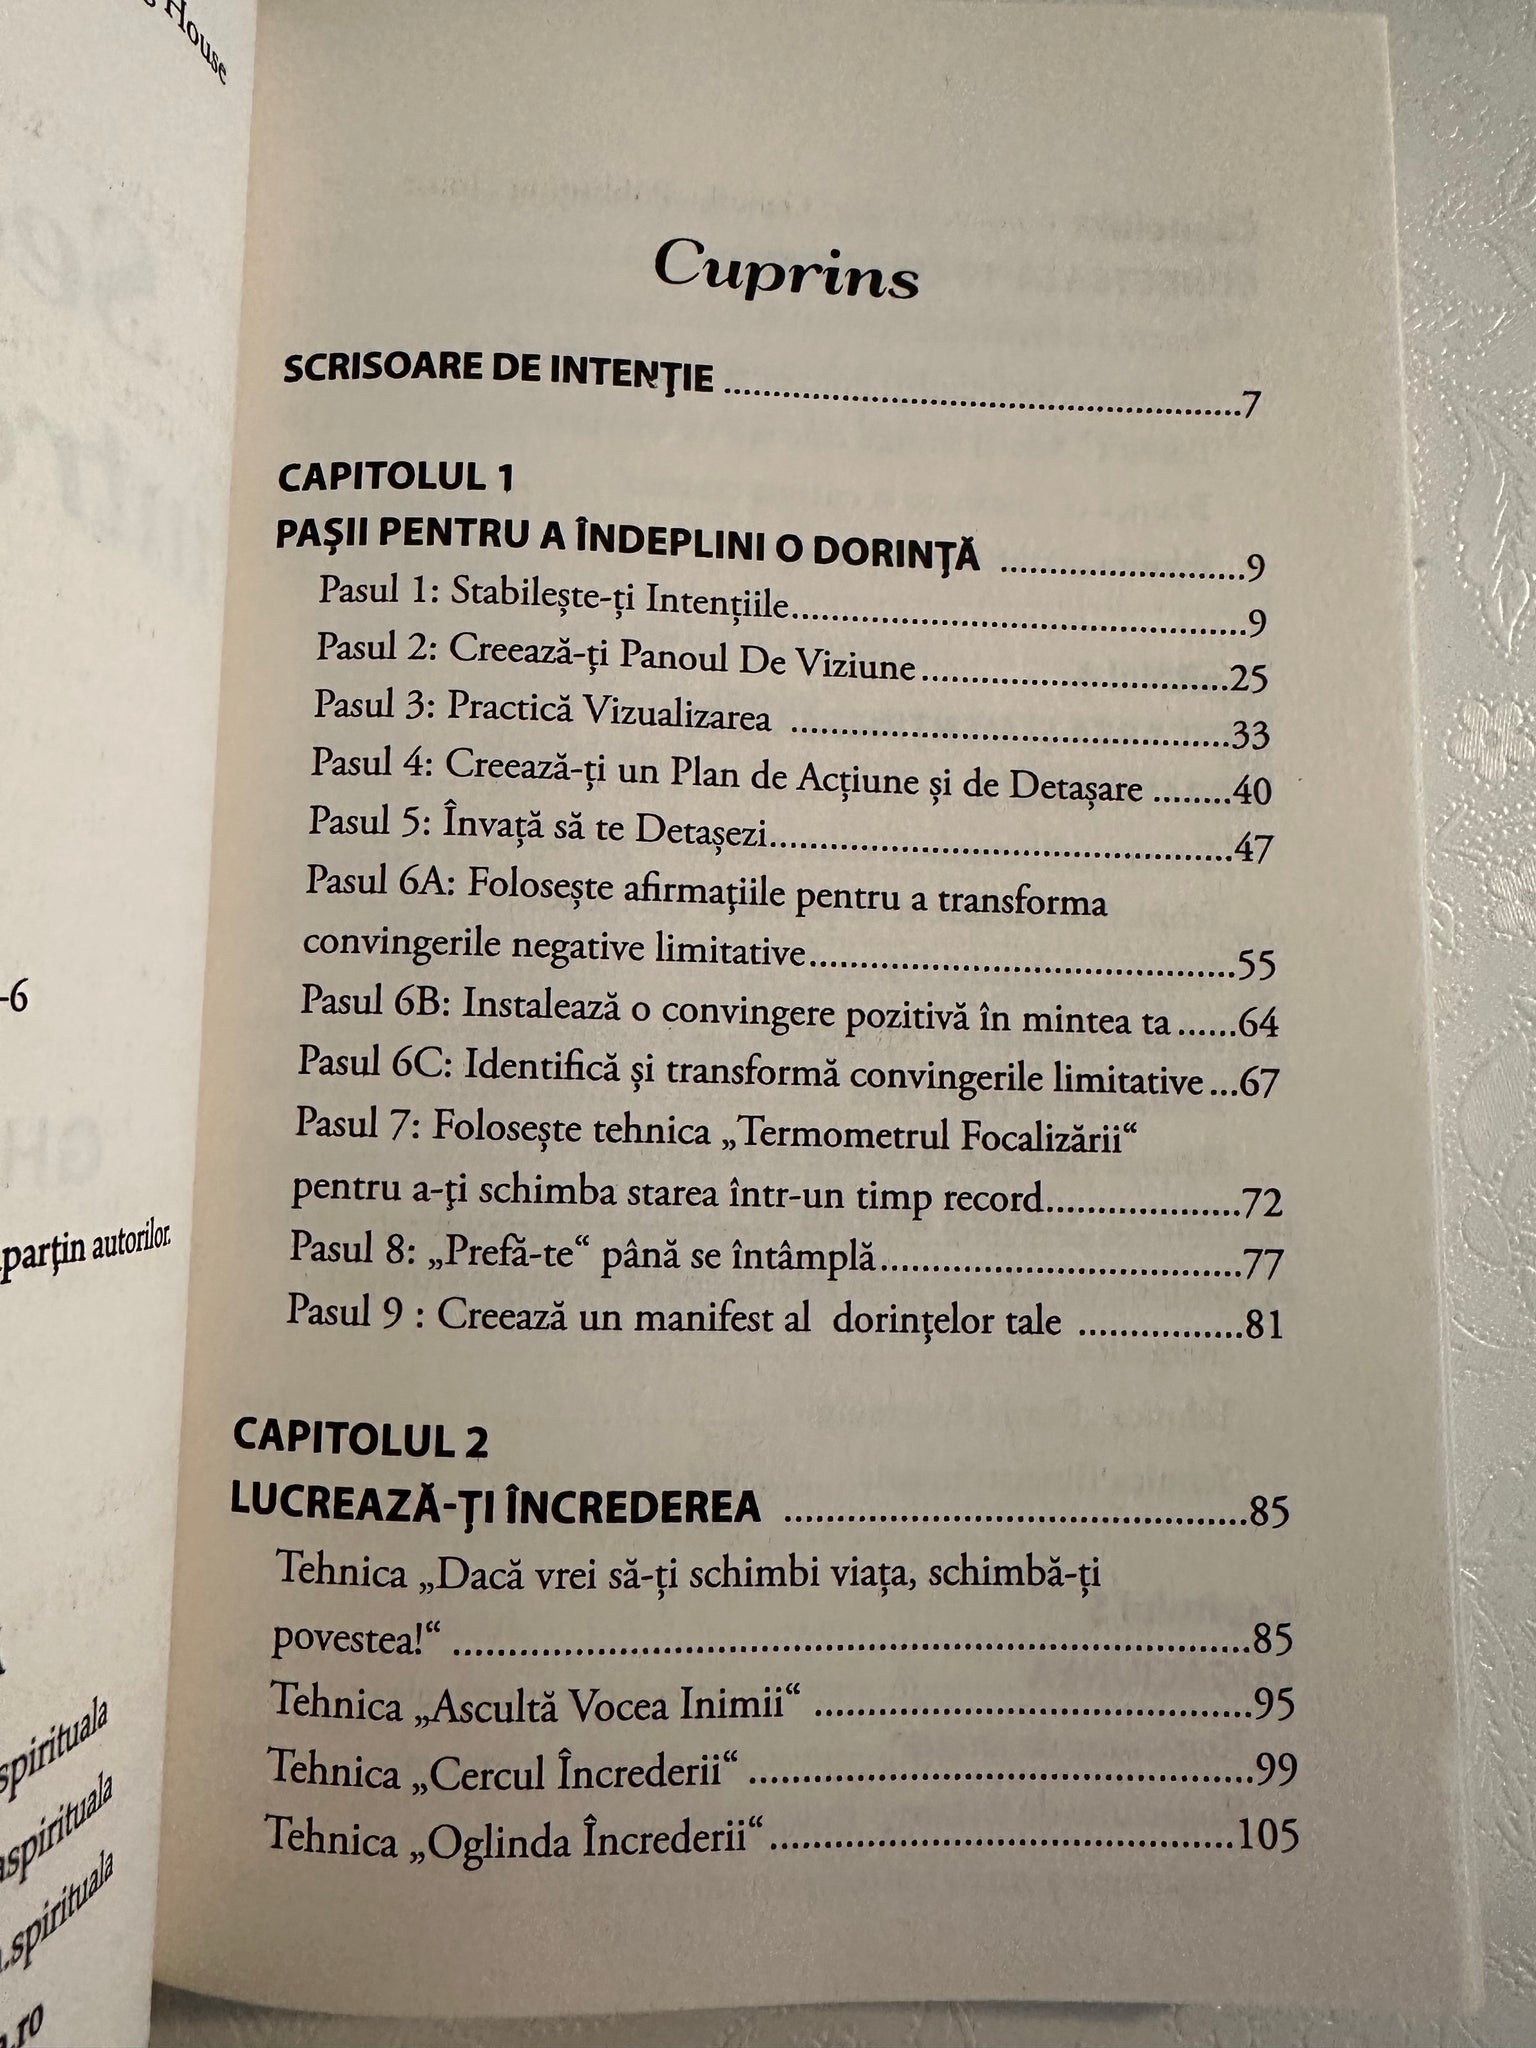 House
-6
parțin autorilor.
spirituala
spirituala
.spirituala
.ro
Cuprins
SCRISOARE DE INTENȚIE ..........................................................7
CAPITOLUL 1
PAȘII PENTRU A ÎNDEPLINI O DORINȚĂ ...........................9
Pasul 1: Stabilește-ți Intențiile..................................................9
Pasul 2: Creează-ți Panoul De Viziune..................................25
Pasul 3: Practică Vizualizarea ................................................33
Pasul 4: Creează-ți un Plan de Acțiune și de Detașare ........40
Pasul 5: Învață să te Detașezi..................................................47
Pasul 6A: Folosește afirmațiile pentru a transforma
convingerile negative limitative..............................................55
Pasul 6B: Instalează o convingere pozitivă în mintea ta......64
Pasul 6C: Identifică și transformă convingerile limitative...67
Pasul 7: Folosește tehnica „Termometrul Focalizării“
pentru a-ți schimba starea într-un timp record....................72
Pasul 8: „Prefă-te“ până se întâmplă.......................................77
Pasul 9 : Creează un manifest al dorințelor tale .................81
CAPITOLUL 2
LUCREAZĂ-ȚI ÎNCREDEREA ................................................85
Tehnica „Dacă vrei să-ți schimbi viața, schimbă-ți
povestea!“ ..................................................................................85
Tehnica „Ascultă Vocea Inimii“ .............................................95
Tehnica „Cercul Încrederii“ ....................................................99
Tehnica „Oglinda Încrederii“................................................105